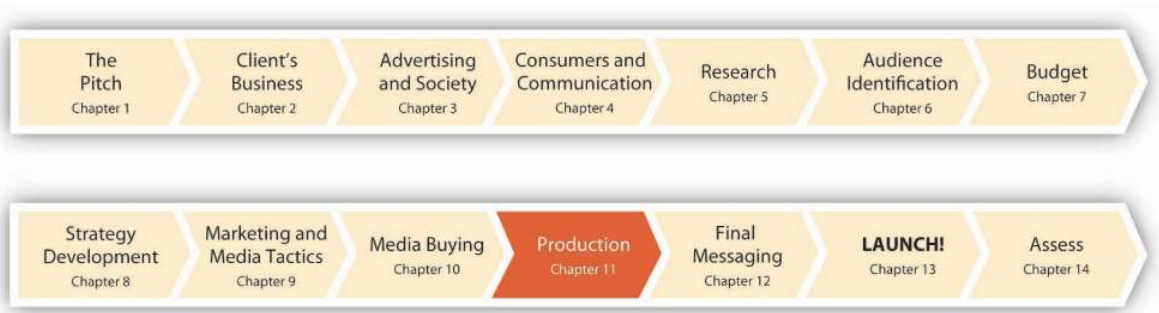 The
Pitch
Chapter 1
Client's
Business
Chapter 2
Advertising
and Society
Chapter 3
Consumers and
Communication
Chapter 4
Research
Chapter 5
Audience
Identification
Chapter 6
Budget
Chapter 7
Strategy
Development
Chapter 8
Marketing and
Media Tactics
Chapter 9
Media Buying
Chapter 10
Production
Chapter 11
Final
Messaging
Chapter 12
LAUNCH!
Chapter 13
Assess
Chapter 14